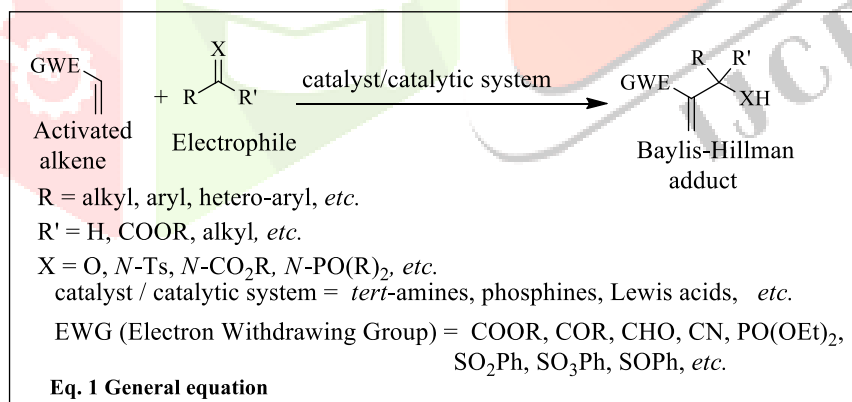 X
GWE
+ R R'
catalyst/catalytic system
R R'
GWE
XH
Activated
alkene
Electrophile
Baylis-Hillman
adduct
R = alkyl, aryl, hetero-aryl, etc.
R' = H, COOR, alkyl, etc.
X = O, N-Ts, N-CO₂R, N-PO(R)₂, etc.
catalyst / catalytic system = tert-amines, phosphines, Lewis acids, etc.
EWG (Electron Withdrawing Group) = COOR, COR, CHO, CN, PO(OEt)₂,
SO₂Ph, SO₃Ph, SOPh, etc.
Eq. 1 General equation